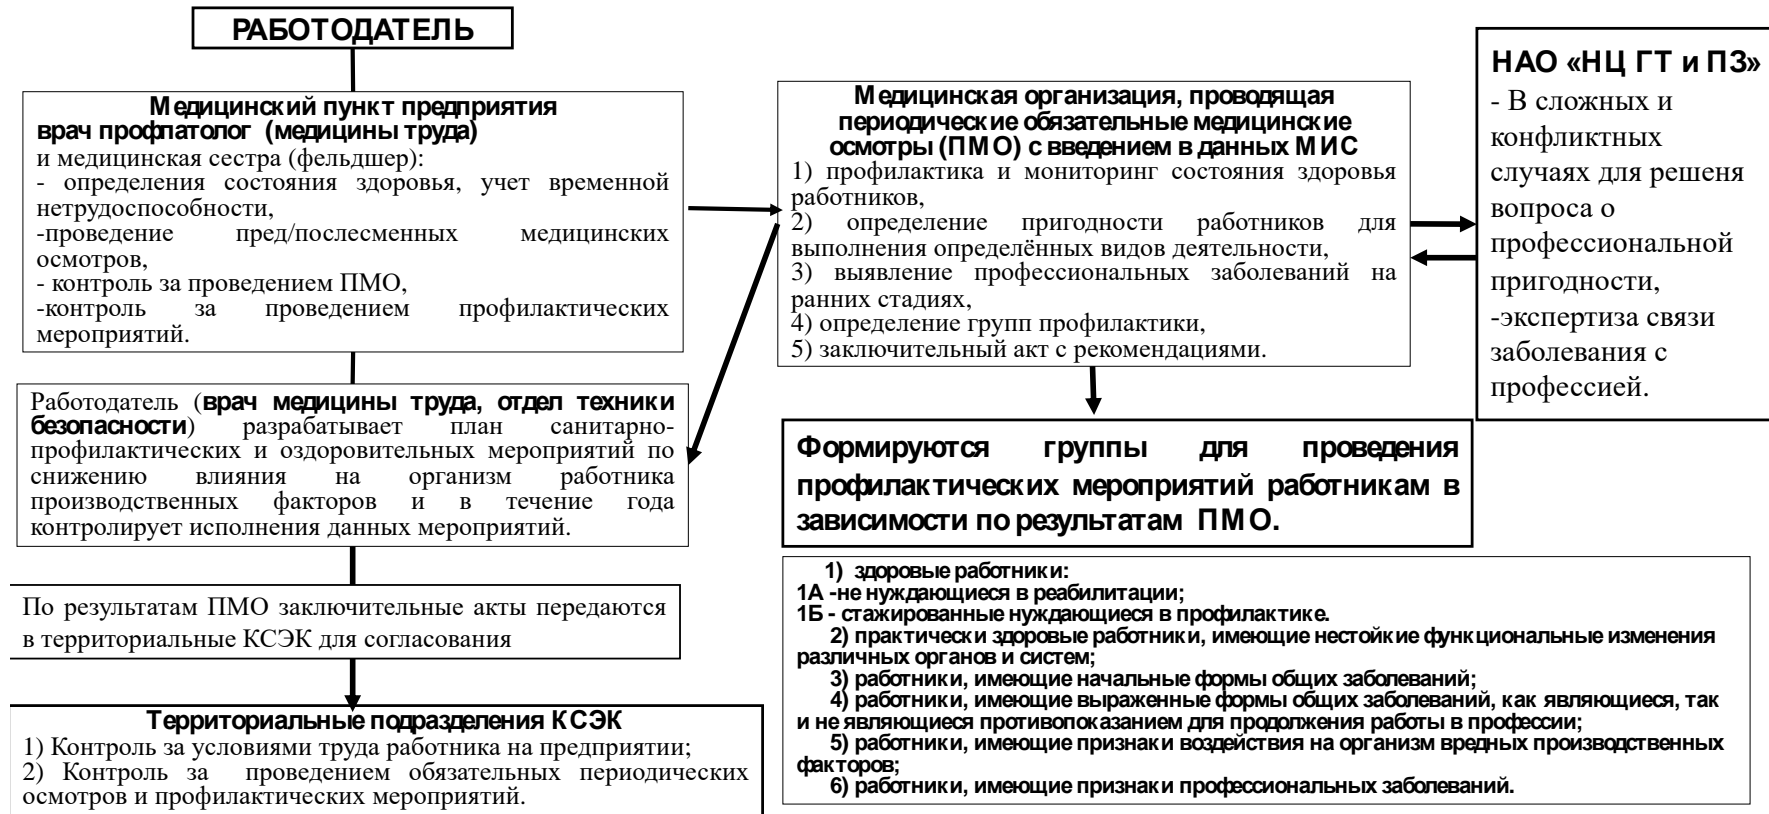 РАБОТОДАТЕЛЬ
Медицинский пункт предприятия
врач профпатолог (медицины труда)
и медицинская сестра (фельдшер):
- определения состояния здоровья, учет временной
нетрудоспособности,
-проведение пред/послесменных медицинских
осмотров,
- контроль за проведением ПМО,
-контроль за проведением профилактических
мероприятий.
Работодатель (врач медицины труда, отдел техники
безопасности) разрабатывает план санитарно-
профилактических и оздоровительных мероприятий по
снижению влияния на организм работника
производственных факторов и в течение года
контролирует исполнения данных мероприятий.
По результатам ПМО заключительные акты передаются
в территориальные КСЭК для согласования
Территориальные подразделения КСЭК
1) Контроль за условиями труда работника на предприятии;
2) Контроль за проведением обязательных периодических
осмотров и профилактических мероприятий.
Медицинская организация, проводящая
периодические обязательные медицинские
осмотры (ПМО) с введением в данных МИС
1) профилактика и мониторинг состояния здоровья
работников,
2) определение пригодности работников для
выполнения определённых видов деятельности,
3) выявление профессиональных заболеваний на
ранних стадиях,
4) определение групп профилактики,
5) заключительный акт с рекомендациями.
Формируются группы для проведения
профилактических мероприятий работникам в
зависимости по результатам ПМО.
1) здоровые работники:
1А -не нуждающиеся в реабилитации;
1Б - стажированные нуждающиеся в профилактике.
2) практически здоровые работники, имеющие нестойкие функциональные изменения
различных органов и систем;
3) работники, имеющие начальные формы общих заболеваний;
4) работники, имеющие выраженные формы общих заболеваний, как являющиеся, так
и не являющиеся противопоказанием для продолжения работы в профессии;
5) работники, имеющие признаки воздействия на организм вредных производственных
факторов;
6) работники, имеющие признаки профессиональных заболеваний.
НАО «НЦ ГТ и ПЗ»
- В сложных и
конфликтных
случаях для решеня
вопроса о
профессиональной
пригодности,
-экспертиза связи
заболевания с
профессией.